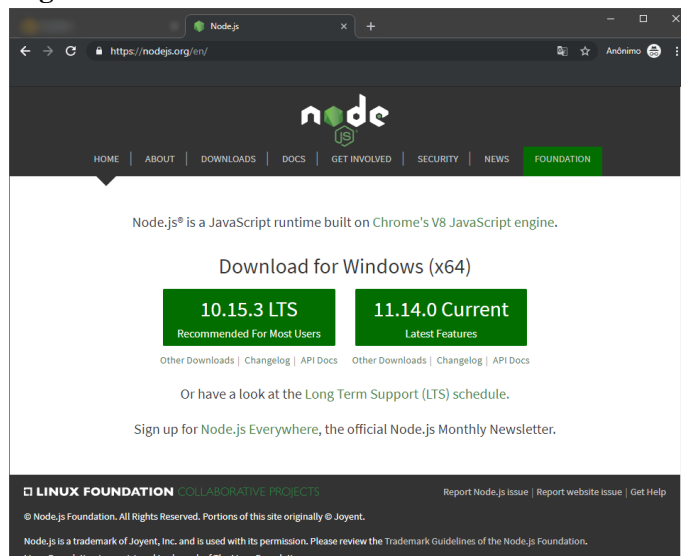 Node.js
https://nodejs.org/en/
Anônimo
node
JS
HOME | ABOUT | DOWNLOADS | DOCS | GET INVOLVED | SECURITY | NEWS FOUNDATION
Node.js® is a JavaScript runtime built on Chrome's V8 JavaScript engine.
Download for Windows (x64)
10.15.3 LTS 11.14.0 Current
Recommended For Most Users Latest Features
Other Downloads | Changelog | API Docs Other Downloads | Changelog | API Docs
Or have a look at the Long Term Support (LTS) schedule.
Sign up for Node.js Everywhere, the official Node.js Monthly Newsletter.
LINUX FOUNDATION COLLABORATIVE PROJECTS Report Node.js issue | Report website issue | Get Help
© Node.js Foundation. All Rights Reserved. Portions of this site originally © Joyent.
Node.js is a trademark of Joyent, Inc. and is used with its permission. Please review the Trademark Guidelines of the Node.js Foundation.